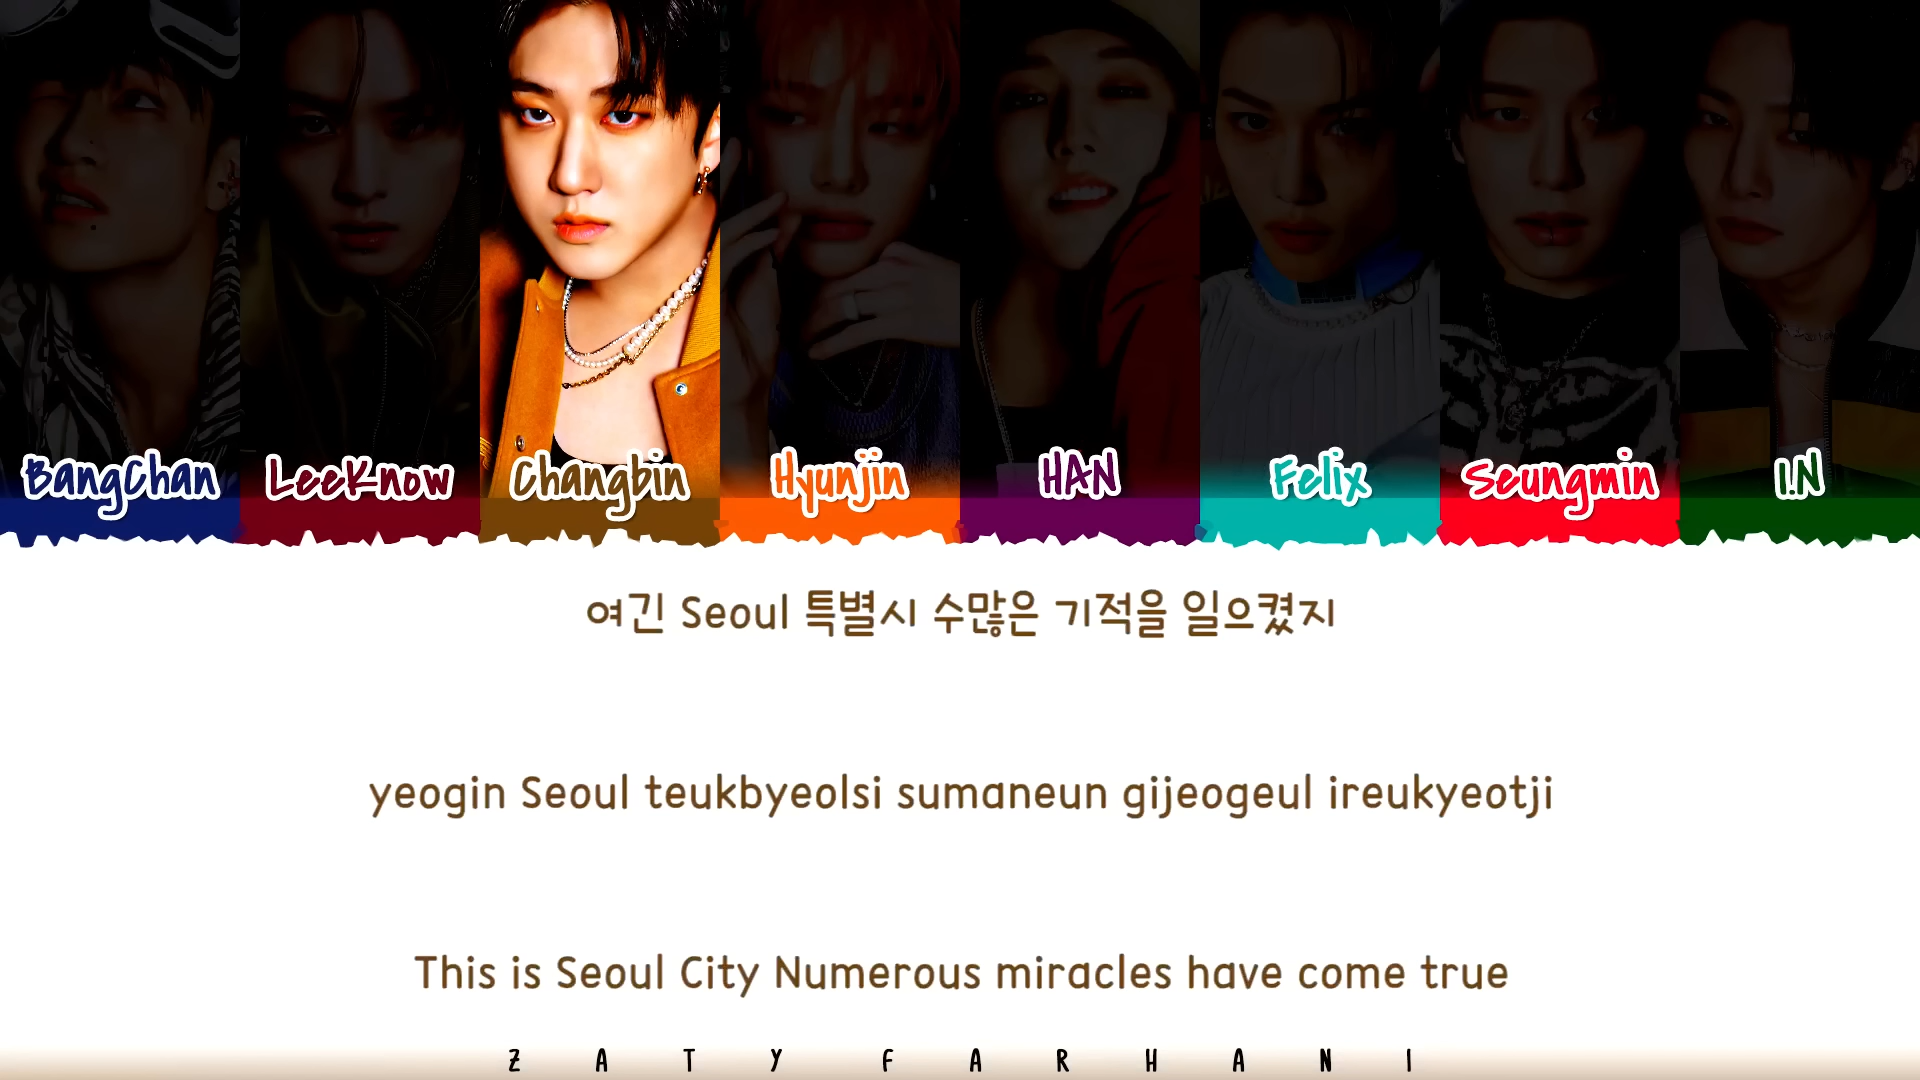 BangChan LeeKnow Changbin Hyunjin HAN Felix Seungmin I.N
여긴 Seoul 특별시 수많은 기적을 일으켰지
yeogin Seoul teukbyeolsi sumaneun gijeogeul ireukyeotji
This is Seoul City Numerous miracles have come true
ZATY FARHANI